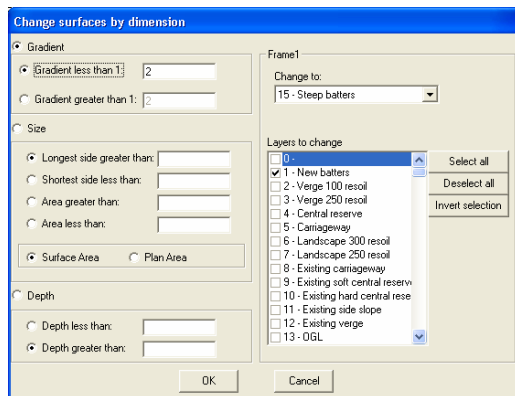 Change surfaces by dimension
Gradient
Gradient less than 1: 2
Gradient greater than 1: 2
Size
Longest side greater than:
Shortest side less than:
Area greater than:
Area less than:
Surface Area Plan Area
Depth
Depth less than:
Depth greater than:
Frame1
Change to:
15 - Steep batters
Layers to change
0 -
1 - New batters
2 - Verge 100 resoil
3 - Verge 250 resoil
4 - Central reserve
5 - Carriageway
6 - Landscape 300 resoil
7 - Landscape 250 resoil
8 - Existing carriageway
9 - Existing soft central reserv
10 - Existing hard central rese
11 - Existing side slope
12 - Existing verge
13 - OGL
Select all
Deselect all
Invert selection
OK Cancel